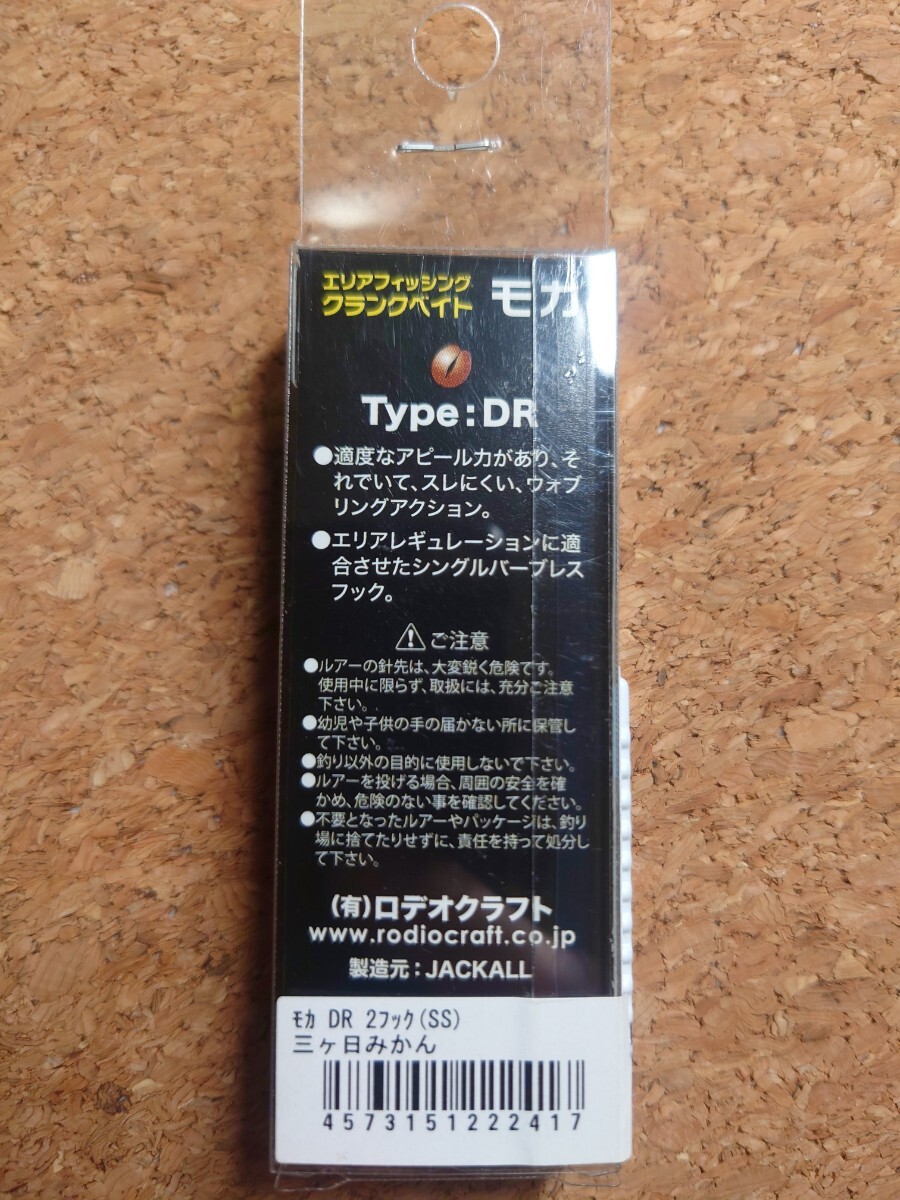 エリアフィッシング
クランクベイト モカ
Type:DR
●適度なアピール力があり、そ
れでいて、スレにくい、ウォブ
リングアクション。
●エリアレギュレーションに適
合させたシングルバーブレス
フック。
ご注意
●ルアーの針先は、大変鋭く危険です。
使用中に限らず、取扱には、充分ご注意
下さい。
●幼児や子供の手の届かない所に保管し
て下さい。
●釣り以外の目的に使用しないで下さい。
●ルアーを投げる場合、周囲の安全を確
かめ、危険のない事を確認してください。
●不要となったルアーやパッケージは、釣り
場に捨てたりせずに、責任を持って処分し
て下さい。
(有)ロデオクラフト
www.rodiocraft.co.jp
製造元:JACKALL
ﾓｶ DR 2ﾌｯｸ(SS)
三ヶ日みかん
4573151222417